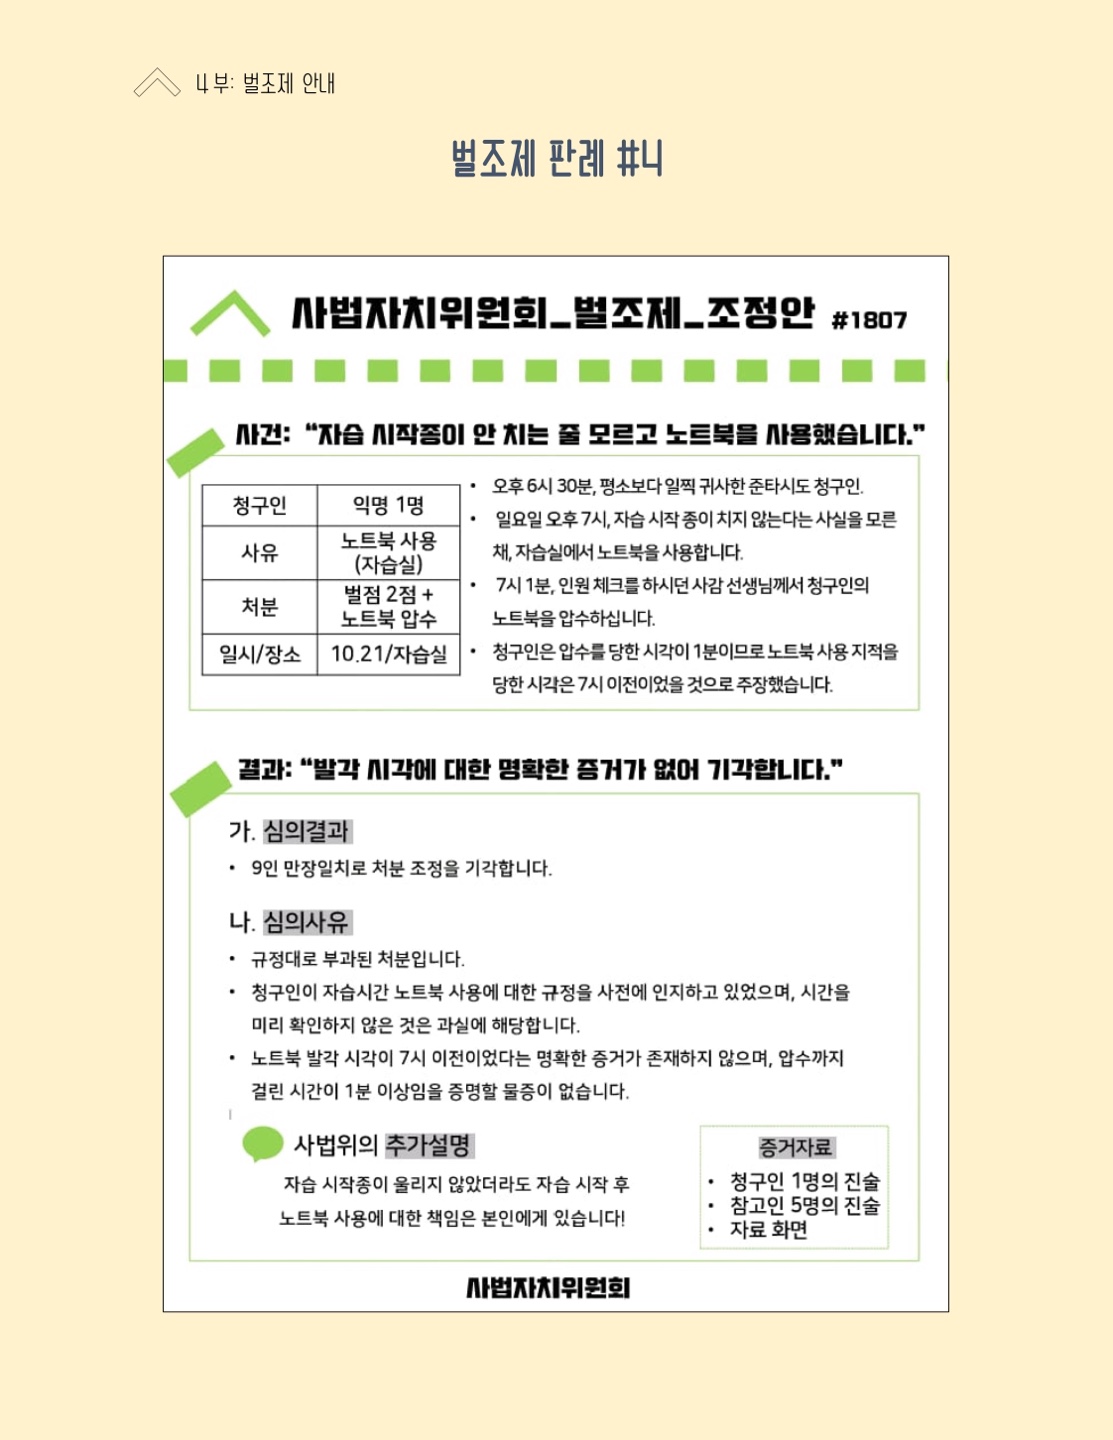 4부: 벌조제 안내
벌조제 판례 #4
사법자치위원회_벌조제_조정안 #1807
사건: “자습 시작종이 안 치는 줄 모르고 노트북을 사용했습니다.”
청구인 익명 1명
사유 노트북 사용
(자습실)
처분 벌점 2점 +
노트북 압수
일시/장소 10.21/자습실
• 오후 6시 30분, 평소보다 일찍 귀사한 준타시도 청구인.
• 일요일 오후 7시, 자습 시작 종이 치지 않는다는 사실을 모른
채, 자습실에서 노트북을 사용합니다.
• 7시 1분, 인원 체크를 하시던 사감 선생님께서 청구인의
노트북을 압수하십니다.
• 청구인은 압수를 당한 시각이 1분이므로 노트북 사용 지적을
당한 시각은 7시 이전이었을 것으로 주장했습니다.
결과: “발각 시각에 대한 명확한 증거가 없어 기각합니다.”
가. 심의결과
• 9인 만장일치로 처분 조정을 기각합니다.
나. 심의사유
• 규정대로 부과된 처분입니다.
• 청구인이 자습시간 노트북 사용에 대한 규정을 사전에 인지하고 있었으며, 시간을
미리 확인하지 않은 것은 과실에 해당합니다.
• 노트북 발각 시각이 7시 이전이었다는 명확한 증거가 존재하지 않으며, 압수까지
걸린 시간이 1분 이상임을 증명할 물증이 없습니다.
사법위의 추가설명
자습 시작종이 울리지 않았더라도 자습 시작 후
노트북 사용에 대한 책임은 본인에게 있습니다!
증거자료
• 청구인 1명의 진술
• 참고인 5명의 진술
• 자료 화면
사법자치위원회